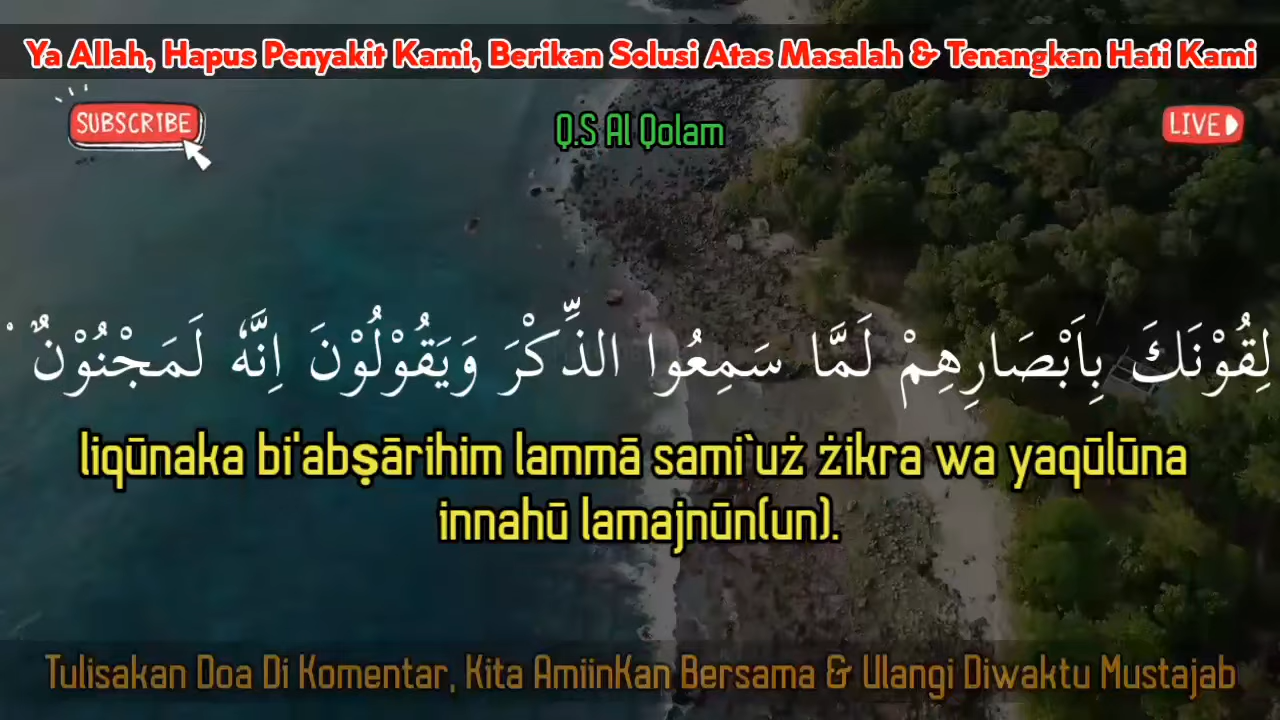 Ya Allah, Hapus Penyakit Kami, Berikan Solusi Atas Masalah & Tenangkan Hati Kami
SUBSCRIBE
Q.S Al Qolam
LIVE
لِقُوْنَكَ بِاَبْصَارِهِمْ لَمَّا سَمِعُوا الذِّكْرَ وَيَقُوْلُوْنَ اِنَّهٗ لَمَجْنُوْنٌ ۘ
liqūnaka bi'abṣārihim lammā sami`uż żikra wa yaqūlūna
innahū lamajnūn(un).
Tulisakan Doa Di Komentar, Kita AmiinKan Bersama & Ulangi Diwaktu Mustajab